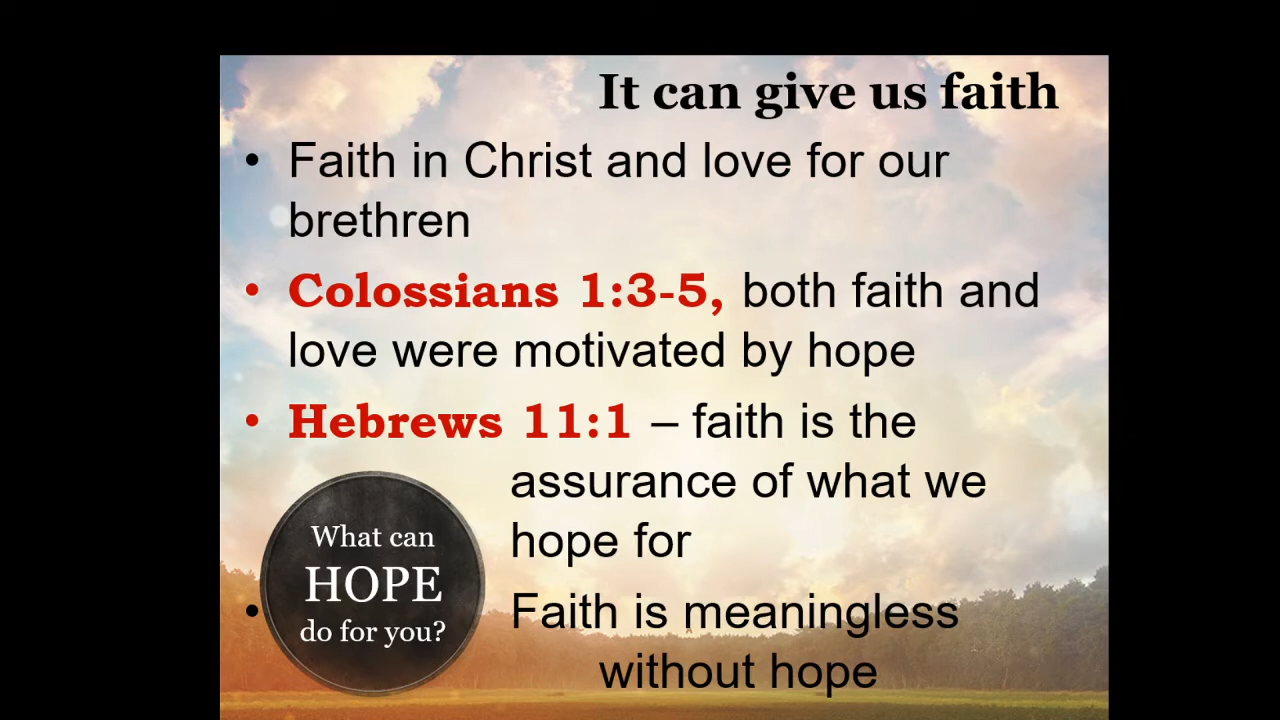 It can give us faith
• Faith in Christ and love for our
brethren
• Colossians 1:3-5, both faith and
love were motivated by hope
• Hebrews 11:1 – faith is the
assurance of what we
hope for
• Faith is meaningless
without hope
What can
HOPE
do for you?